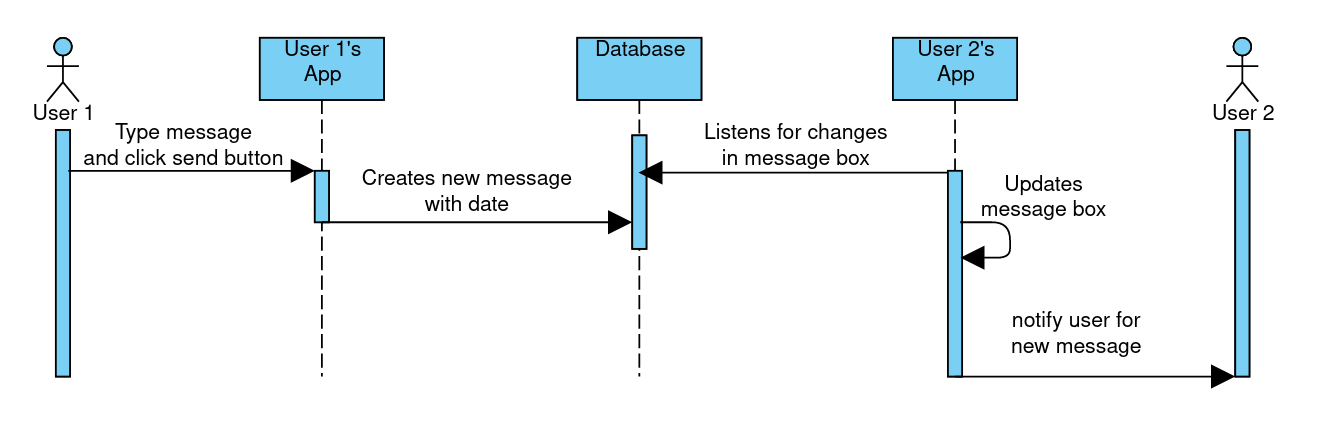 User 1's
App
Database
User 2's
App
User 1
User 2
Type message
and click send button
Listens for changes
in message box
Creates new message
with date
Updates
message box
notify user for
new message